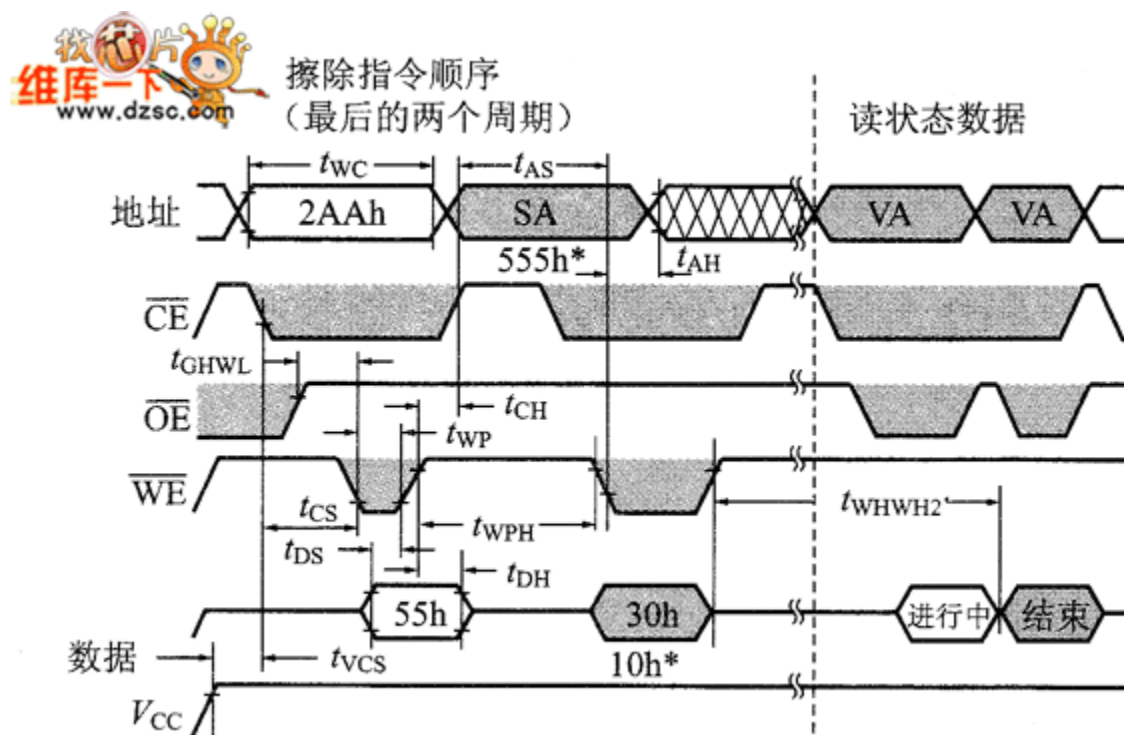 找芯片
维库一下
www.dzsc.com
擦除指令顺序
（最后的两个周期）
读状态数据
tWC
tAS
地址
2AAh
SA
VA
VA
555h*
tAH
CE
tGHWL
OE
tCH
tWP
WE
tCS
tWPH
tWHWH2
tDS
tDH
55h
30h
进行中
结束
数据
tVCS
10h*
VCC